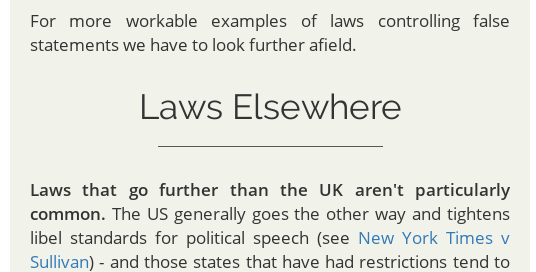 For more workable examples of laws controlling false
statements we have to look further afield.
Laws Elsewhere
Laws that go further than the UK aren't particularly
common. The US generally goes the other way and tightens
libel standards for political speech (see New York Times v
Sullivan) - and those states that have had restrictions tend to